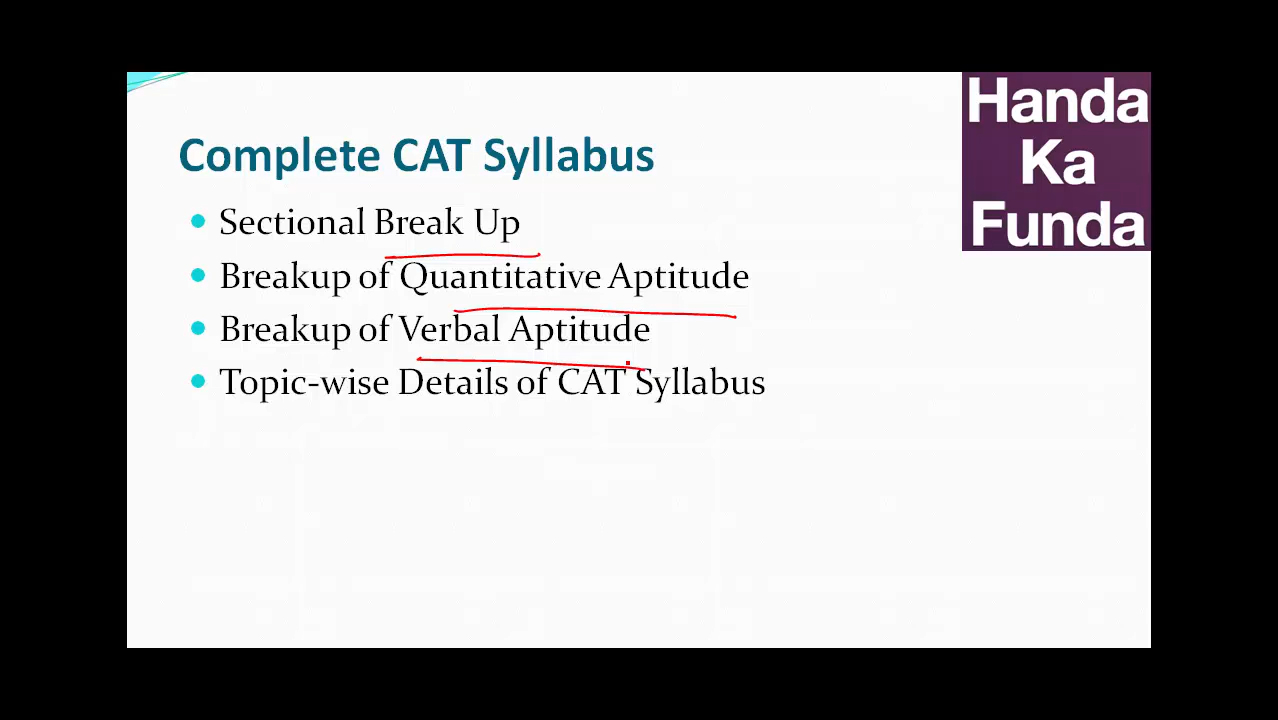 Complete CAT Syllabus
Sectional Break Up
Breakup of Quantitative Aptitude
Breakup of Verbal Aptitude
Topic-wise Details of CAT Syllabus
Handa
Ka
Funda